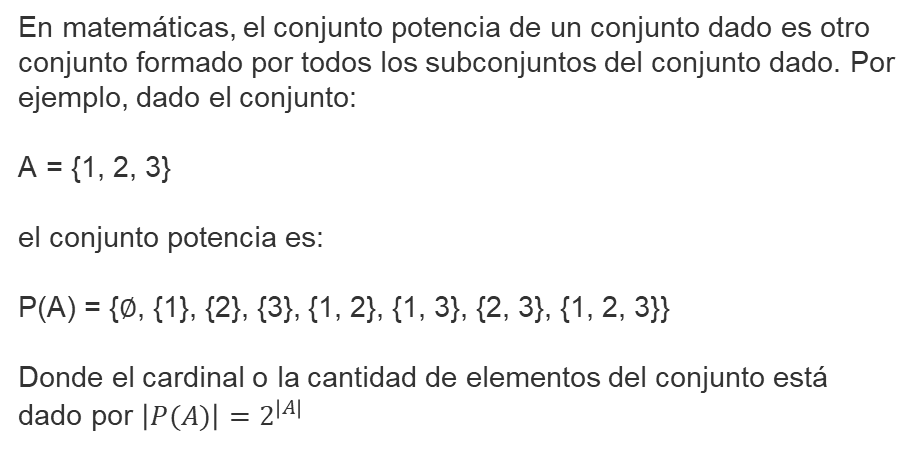 En matemáticas, el conjunto potencia de un conjunto dado es otro
conjunto formado por todos los subconjuntos del conjunto dado. Por
ejemplo, dado el conjunto:
A = {1, 2, 3}
el conjunto potencia es:
P(A) = {∅, {1}, {2}, {3}, {1, 2}, {1, 3}, {2, 3}, {1, 2, 3}}
Donde el cardinal o la cantidad de elementos del conjunto está
dado por |P(A)| = 2^|A|